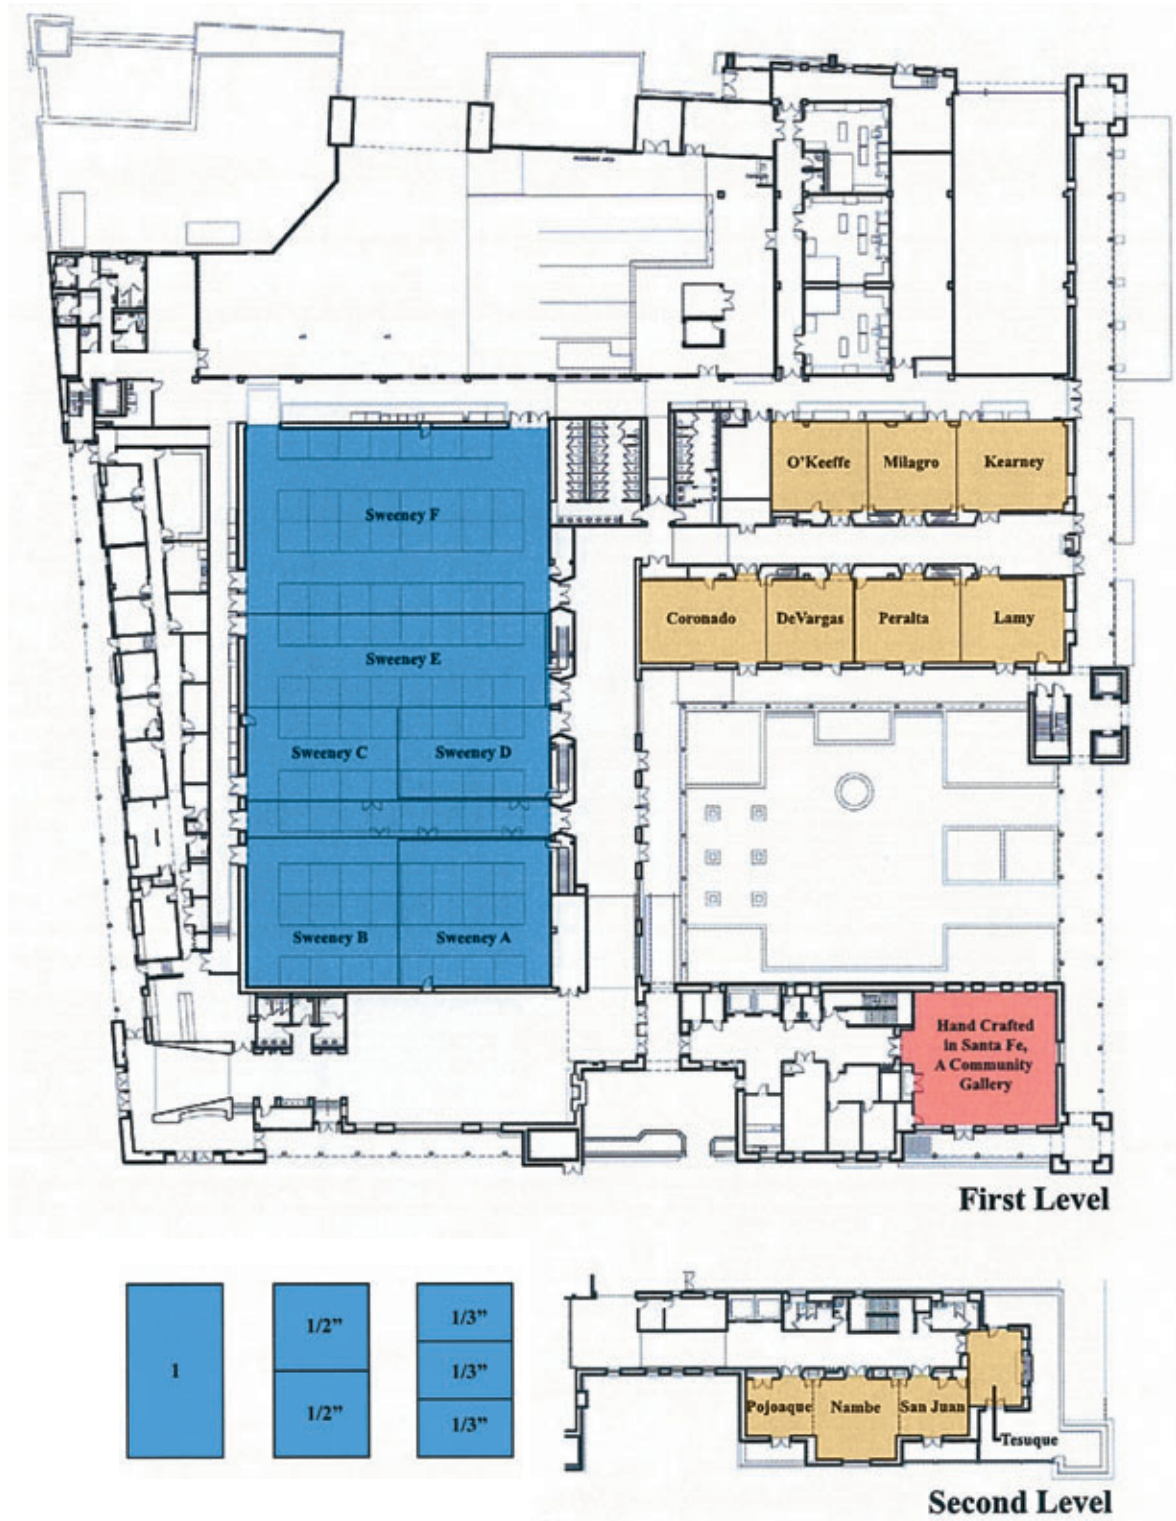 O'Keeffe
Milagro
Kearney
Sweeney F
Coronado
DeVargas
Peralta
Lamy
Sweeney E
Sweeney C
Sweeney D
Sweeney B
Sweeney A
Hand Crafted
in Santa Fe,
A Community
Gallery
First Level
1
1/2"
1/2"
1/3"
1/3"
1/3"
Pojoaque
Nambe
San Juan
Tesuque
Second Level